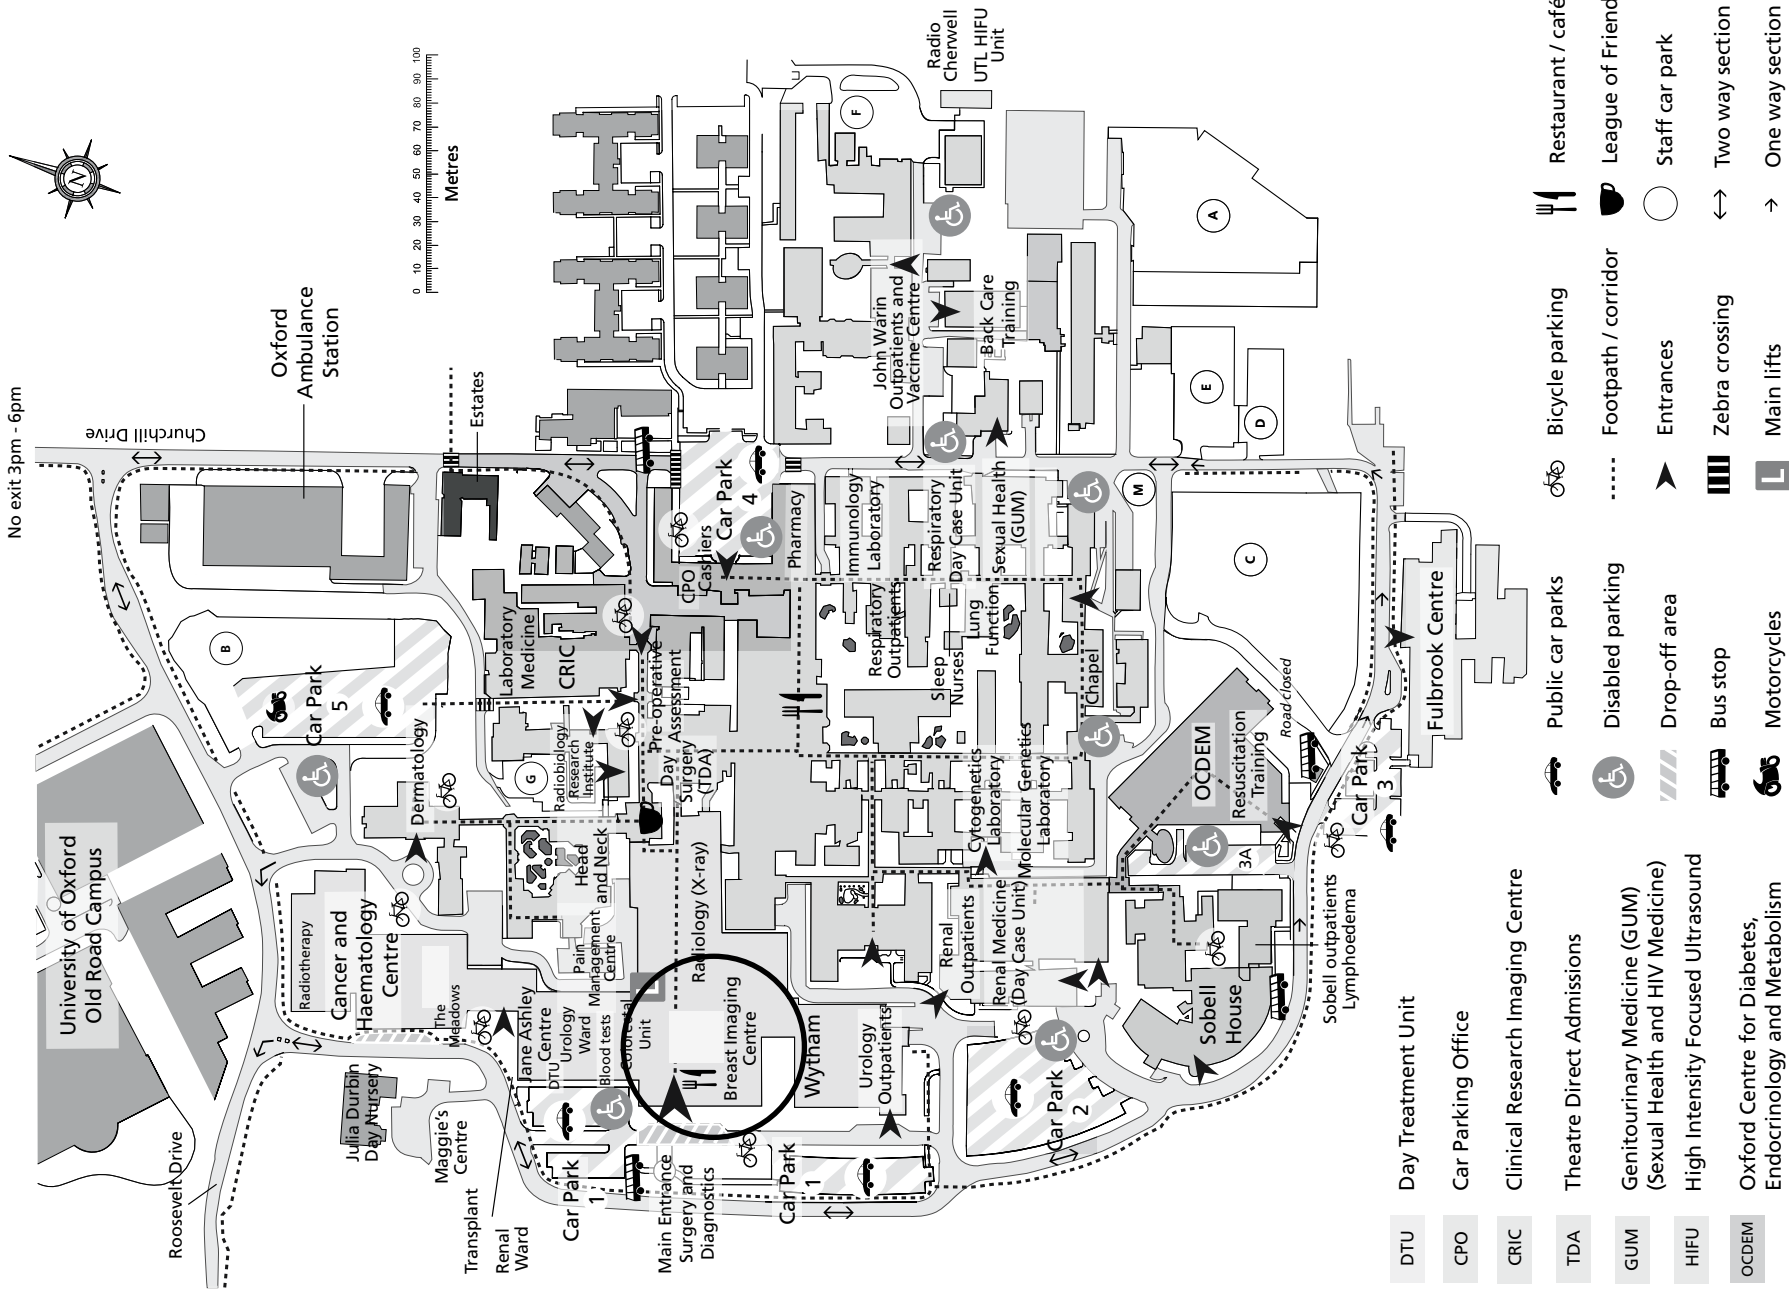 No exit 3pm - 6pm
Churchill Drive
Oxford
Ambulance
Station
Estates
0 10 20 30 40 50 60 70 80 90 100
Metres
N
University of Oxford
Old Road Campus
Roosevelt Drive
Julia Durbin
Day Nursery
Maggie's
Centre
Transplant
Renal
Ward
Radiotherapy
Cancer and
Haematology
Centre
The
Meadows
Jane Ashley
Centre
DTU
Urology
Ward
Blood tests
Colorectal
Unit
Pain
Management
Centre
Head
and Neck
Dermatology
Car Park
5
B
G
Radiobiology
Research
Institute
Laboratory
Medicine
CRIC
Pre-operative
Assessment
Day
Surgery
(TDA)
CPO
Cashiers
Car Park
4
Pharmacy
Radiology (X-ray)
L
Breast Imaging
Centre
Wytham
Urology
Outpatients
Car Park
1
Main Entrance
Surgery and
Diagnostics
Car Park
1
Car Park
2
Immunology
Laboratory
Respiratory
Day Case Unit
Sexual Health
(GUM)
Respiratory
Outpatients
Lung
Function
Sleep
Nurses
Chapel
Cytogenetics
Laboratory
Molecular Genetics
Laboratory
Renal
Outpatients
Renal Medicine
(Day Case Unit)
John Warin
Outpatients and
Vaccine Centre
Back Care
Training
Radio
Cherwell
UTL HIFU
Unit
F
A
E
D
M
C
OCDEM
Resuscitation
Training
Road closed
3A
Car Park
3
Fulbrook Centre
Sobell
House
Sobell outpatients
Lymphoedema
DTU
Day Treatment Unit
CPO
Car Parking Office
CRIC
Clinical Research Imaging Centre
TDA
Theatre Direct Admissions
GUM
Genitourinary Medicine (GUM)
(Sexual Health and HIV Medicine)
HIFU
High Intensity Focused Ultrasound
OCDEM
Oxford Centre for Diabetes,
Endocrinology and Metabolism
Public car parks
Disabled parking
Drop-off area
Bus stop
Motorcycles
Bicycle parking
Footpath / corridor
Entrances
Zebra crossing
L
Main lifts
Restaurant / café
League of Friend
Staff car park
Two way section
One way section